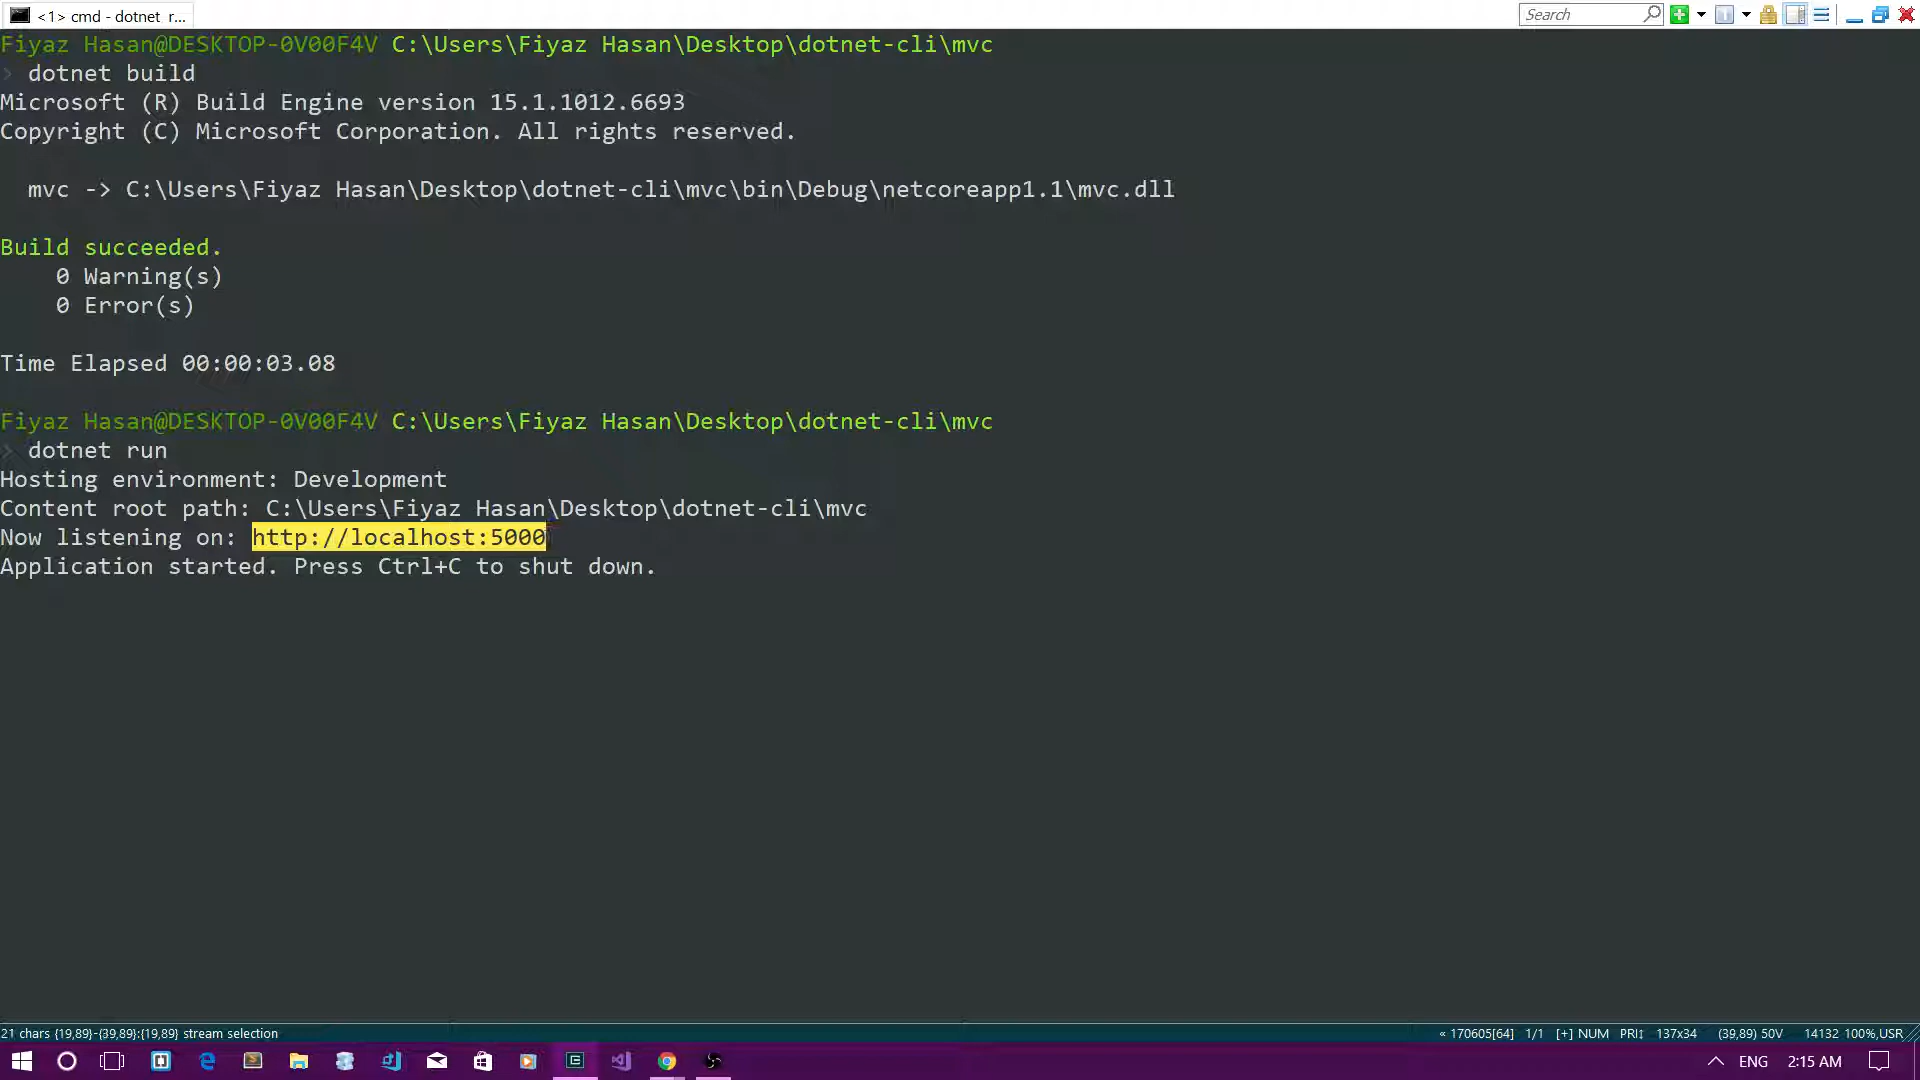 <1> cmd - dotnet r...
Search
Fiyaz Hasan@DESKTOP-0V00F4V C:\Users\Fiyaz Hasan\Desktop\dotnet-cli\mvc
> dotnet build
Microsoft (R) Build Engine version 15.1.1012.6693
Copyright (C) Microsoft Corporation. All rights reserved.
mvc -> C:\Users\Fiyaz Hasan\Desktop\dotnet-cli\mvc\bin\Debug\netcoreapp1.1\mvc.dll
Build succeeded.
0 Warning(s)
0 Error(s)
Time Elapsed 00:00:03.08
Fiyaz Hasan@DESKTOP-0V00F4V C:\Users\Fiyaz Hasan\Desktop\dotnet-cli\mvc
> dotnet run
Hosting environment: Development
Content root path: C:\Users\Fiyaz Hasan\Desktop\dotnet-cli\mvc
Now listening on: http://localhost:5000
Application started. Press Ctrl+C to shut down.
21 chars {19,89}-{39,89}:{19,89} stream selection
« 170605[64] 1/1 [+] NUM PRI↕ 137x34 (39,89) 50V 14132 100%,USR
ENG 2:15 AM